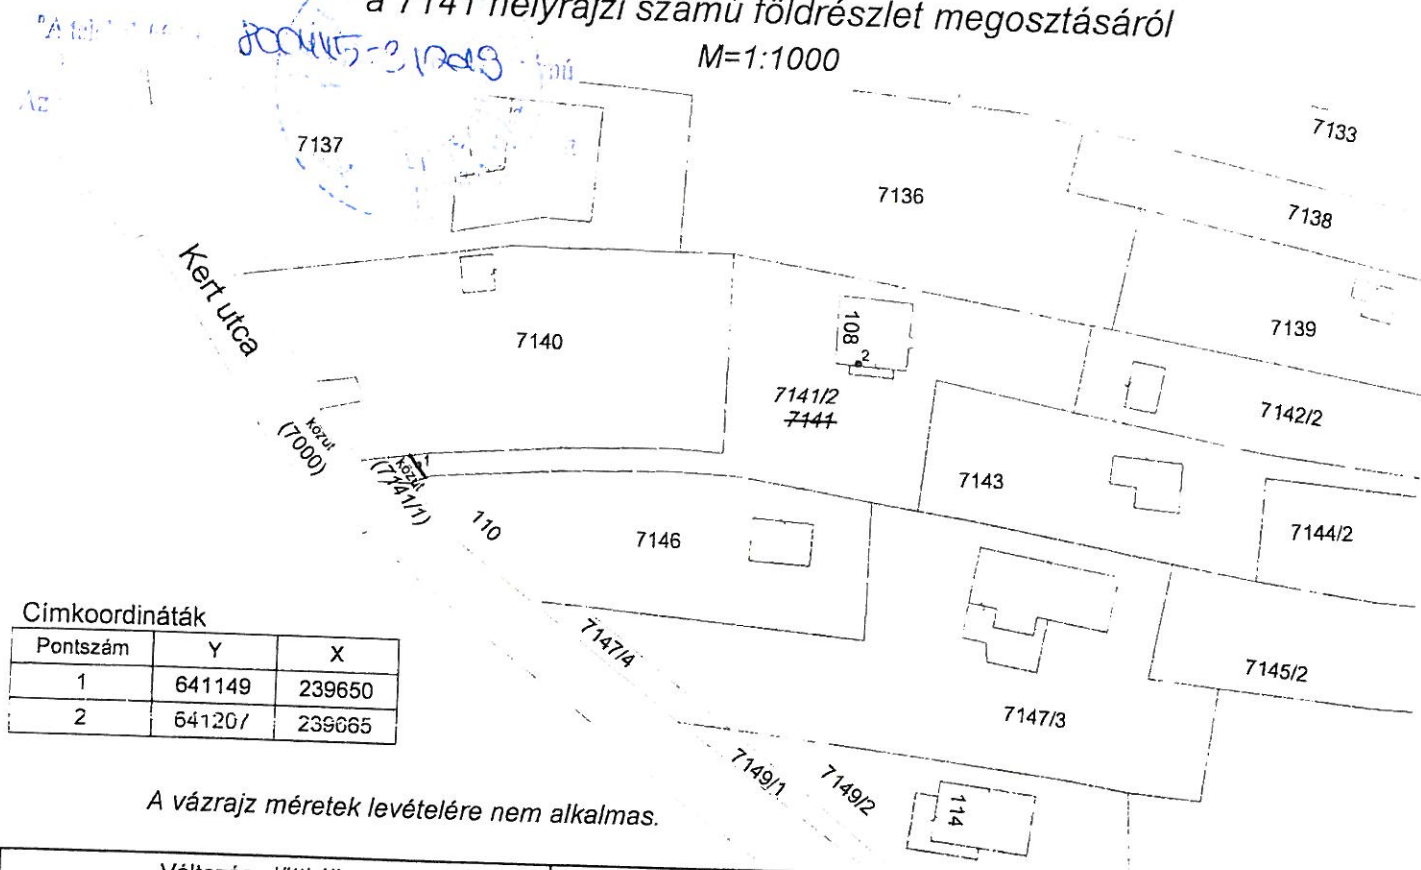 a 7141 helyrajzi számú földrészlet megosztásáról
M=1:1000
7133
7137
7136
7138
Kert utca
7139
7140
108
2
7141/2
7141
7142/2
közút
(7000)
1
közút
(7141/1)
7143
110
7146
7144/2
Címkoordináták
Pontszám Y X
1 641149 239650
2 641207 239665
7147/4
7145/2
7147/3
7149/1
7149/2
114
A vázrajz méretek levételére nem alkalmas.